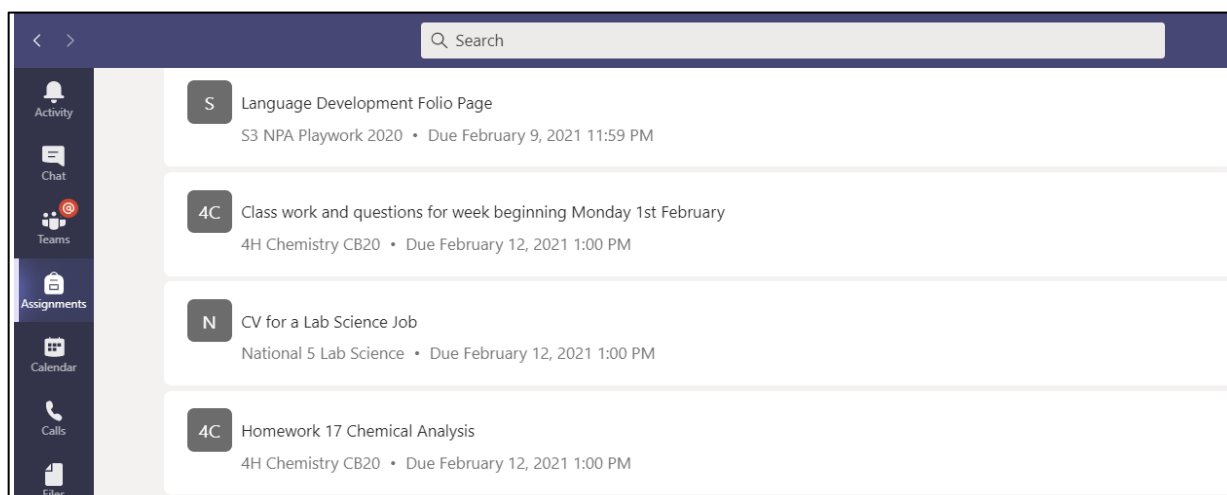 Search
Activity
Chat
@
Teams
Assignments
Calendar
Calls
Files
S
Language Development Folio Page
S3 NPA Playwork 2020 • Due February 9, 2021 11:59 PM
4C
Class work and questions for week beginning Monday 1st February
4H Chemistry CB20 • Due February 12, 2021 1:00 PM
N
CV for a Lab Science Job
National 5 Lab Science • Due February 12, 2021 1:00 PM
4C
Homework 17 Chemical Analysis
4H Chemistry CB20 • Due February 12, 2021 1:00 PM